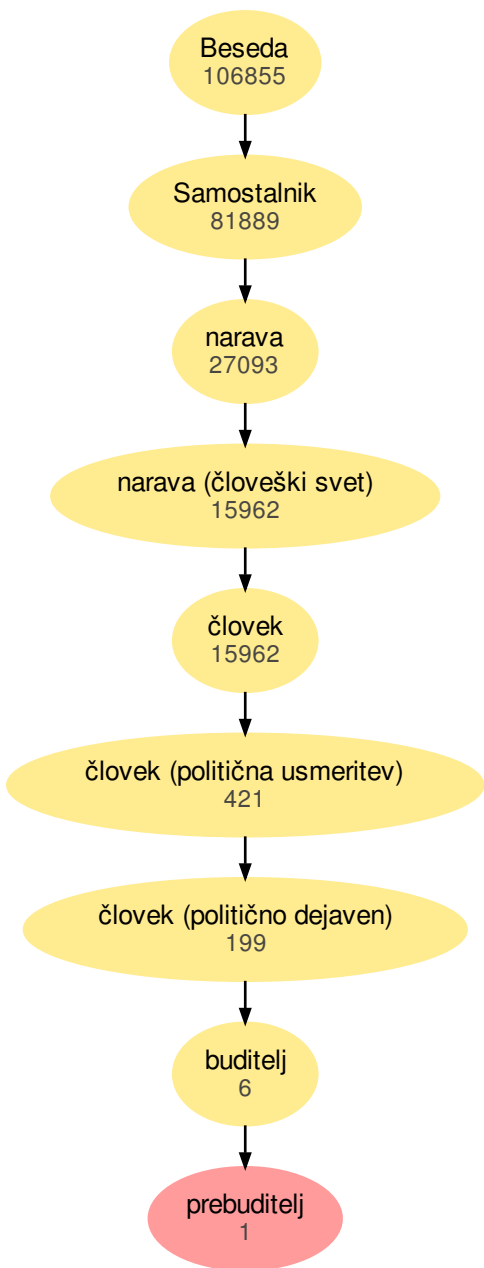 Beseda
106855
Samostalnik
81889
narava
27093
narava (človeški svet)
15962
človek
15962
človek (politična usmeritev)
421
človek (politično dejaven)
199
buditelj
6
prebuditelj
1